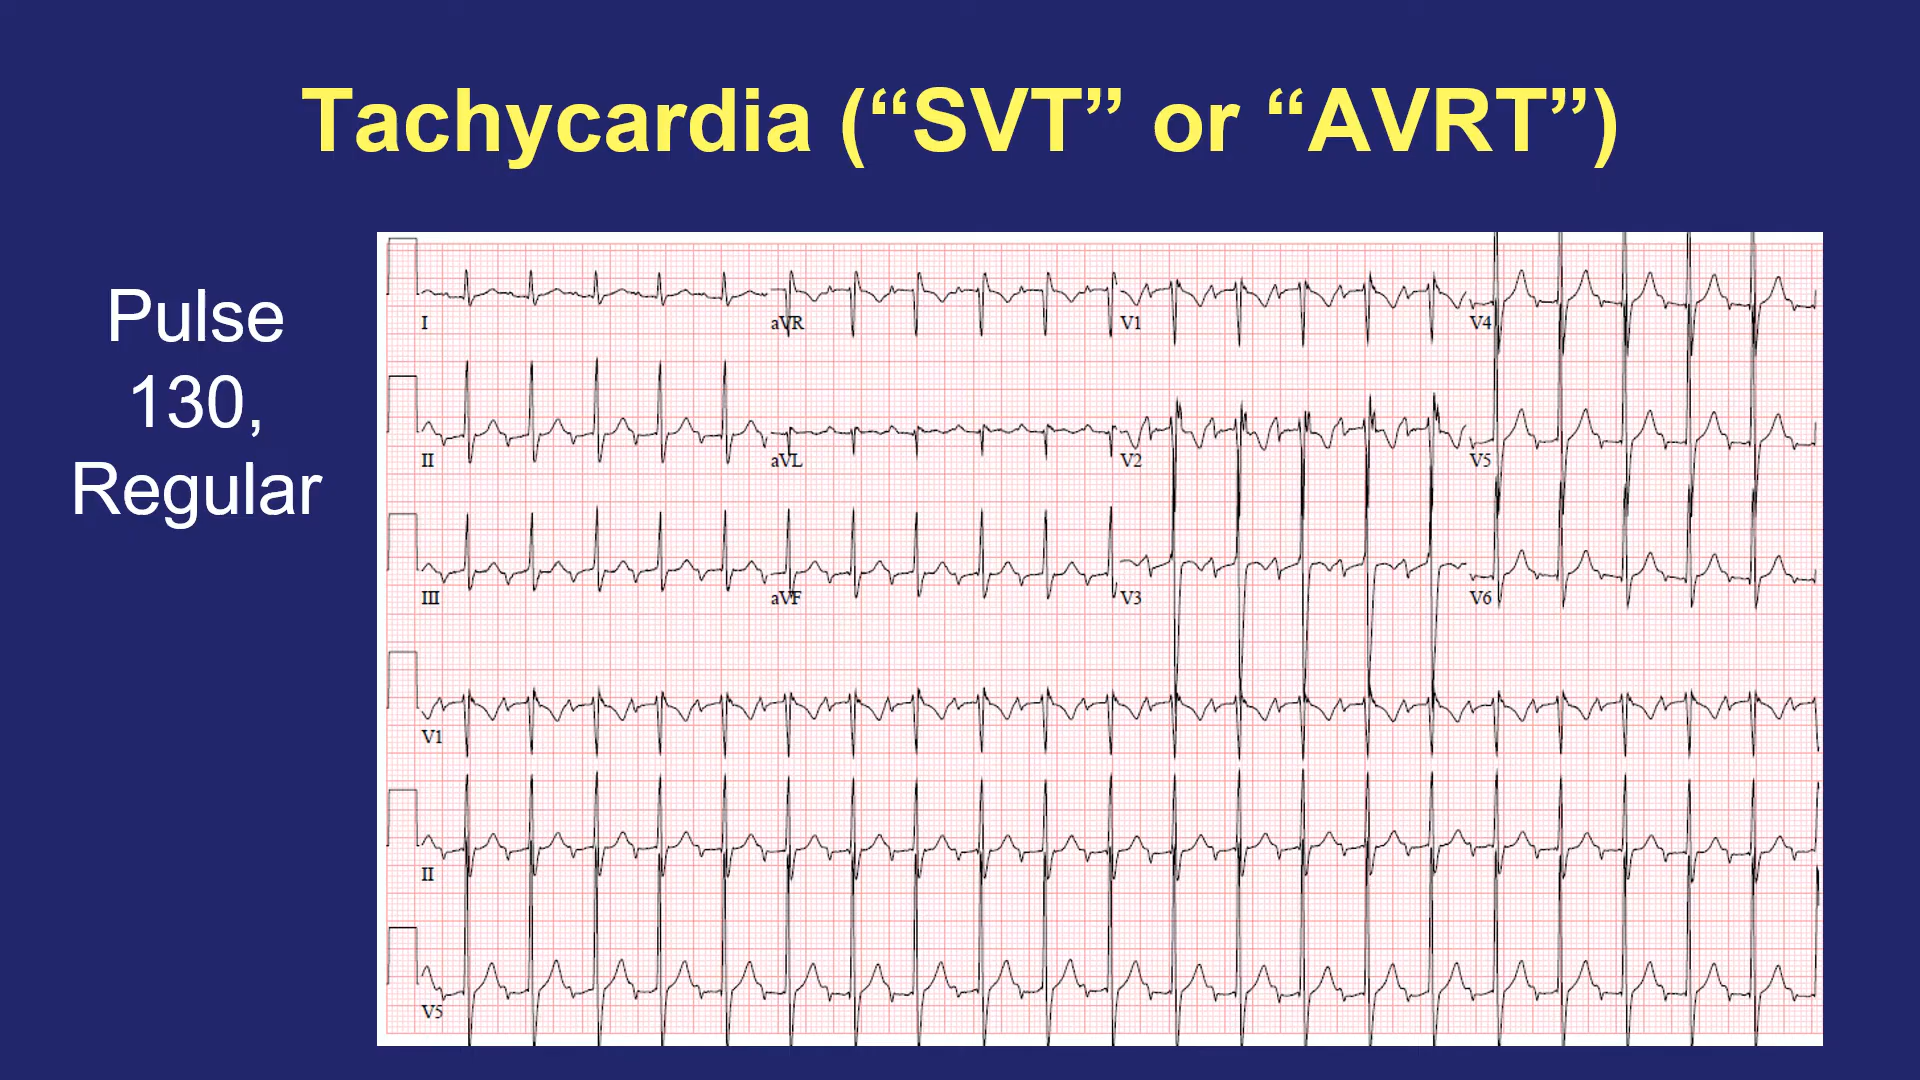 Tachycardia (“SVT” or “AVRT”)
Pulse
130,
Regular
I
aVR
V1
V4
II
aVL
V2
V5
III
aVF
V3
V6
V1
II
V5